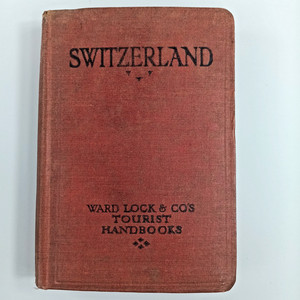 SWITZERLAND
WARD LOCK & CO'S
TOURIST
HANDBOOKS